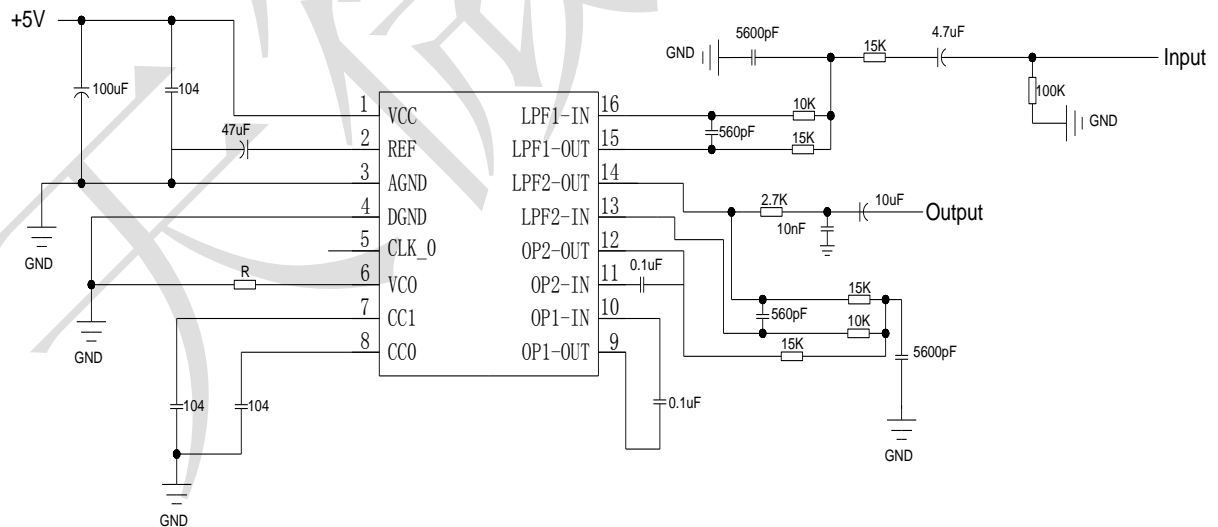 +5V
100uF
104
47uF
GND
GND
R
104
104
GND
1
2
3
4
5
6
7
8
VCC
REF
AGND
DGND
CLK_0
VCO
CC1
CC0
LPF1-IN
LPF1-OUT
LPF2-OUT
LPF2-IN
OP2-OUT
OP2-IN
OP1-IN
OP1-OUT
16
15
14
13
12
11
10
9
GND
5600pF
15K
4.7uF
Input
100K
GND
10K
560pF
15K
2.7K
10uF
Output
10nF
0.1uF
15K
560pF
10K
15K
5600pF
0.1uF
GND